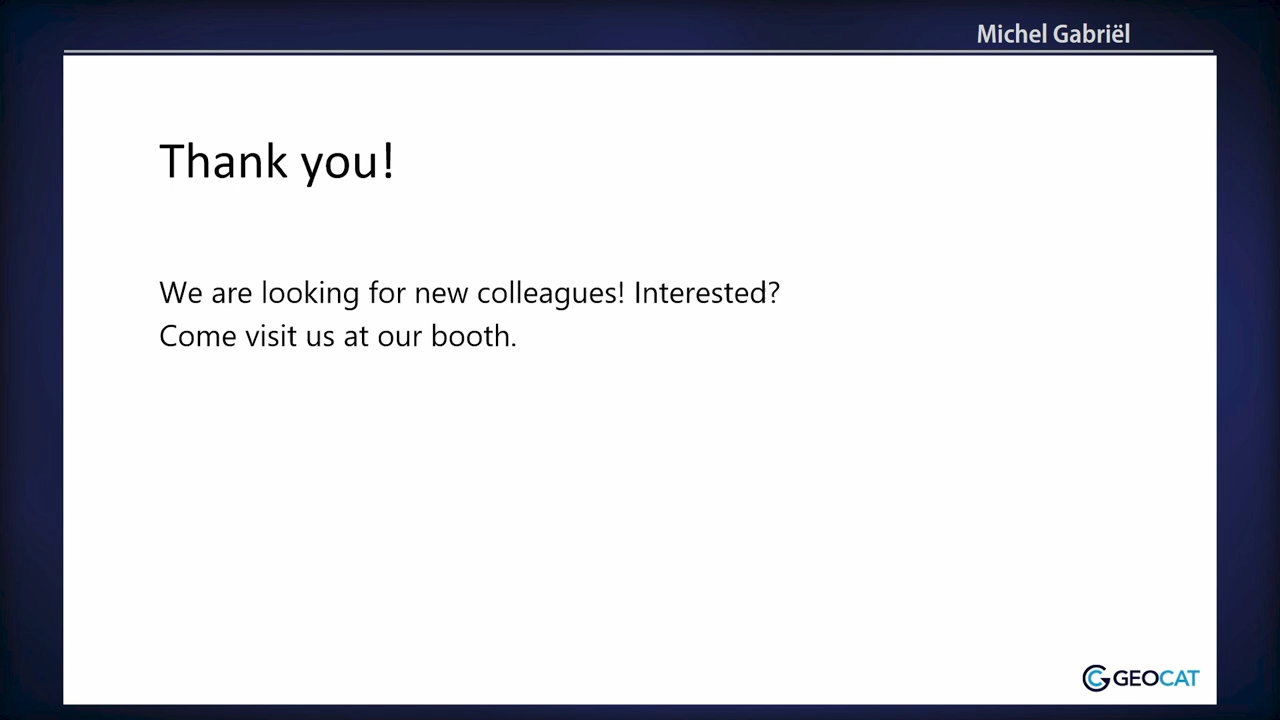 Michel Gabriël
Thank you!
We are looking for new colleagues! Interested?
Come visit us at our booth.
GEOCAT